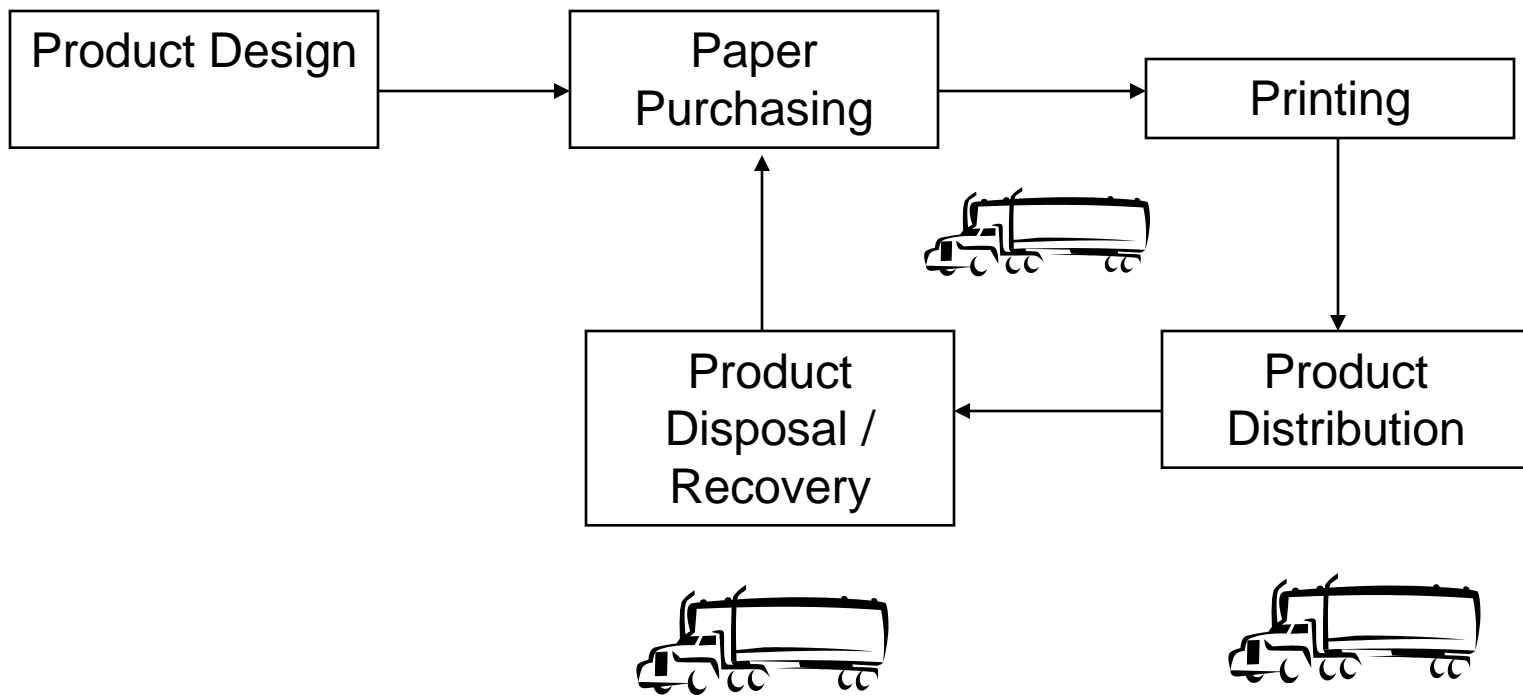 Product Design
Paper
Purchasing
Printing
Product
Disposal /
Recovery
Product
Distribution